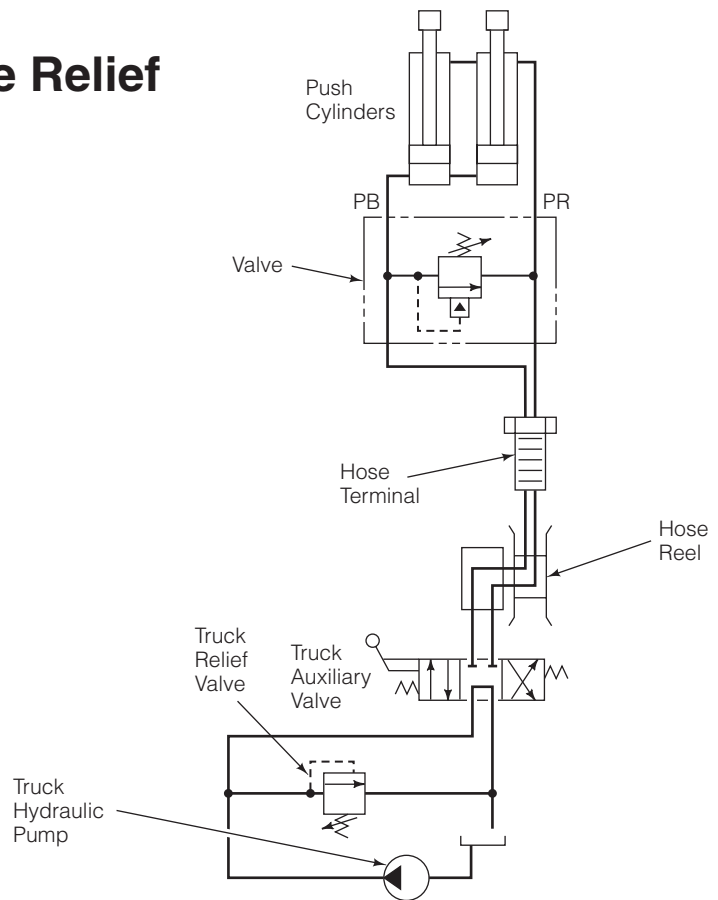 e Relief
Push
Cylinders
PB
PR
Valve
Hose
Terminal
Hose
Reel
Truck
Relief
Valve
Truck
Auxiliary
Valve
Truck
Hydraulic
Pump